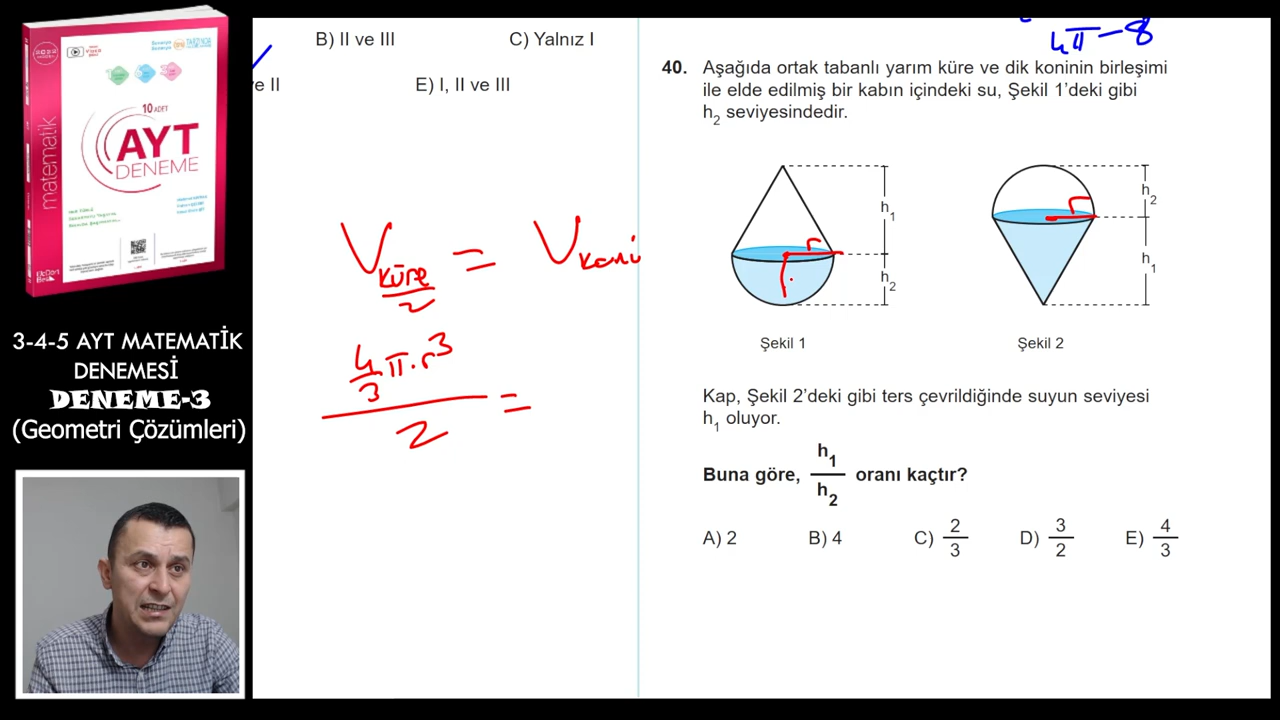 2022
matematik
10 ADET
AYT
DENEME
3-4-5 AYT MATEMATİK
DENEMESİ
DENEME-3
(Geometri Çözümleri)
B) II ve III
C) Yalnız I
e II
E) I, II ve III
V küre/2 = V koni
4/3 π.r³ / 2 =
4π-8
40. Aşağıda ortak tabanlı yarım küre ve dik koninin birleşimi
ile elde edilmiş bir kabın içindeki su, Şekil 1'deki gibi
h₂ seviyesindedir.
r
h₁
h₂
Şekil 1
r
h₂
h₁
Şekil 2
Kap, Şekil 2'deki gibi ters çevrildiğinde suyun seviyesi
h₁ oluyor.
Buna göre, h₁/h₂ oranı kaçtır?
A) 2
B) 4
C) 2/3
D) 3/2
E) 4/3